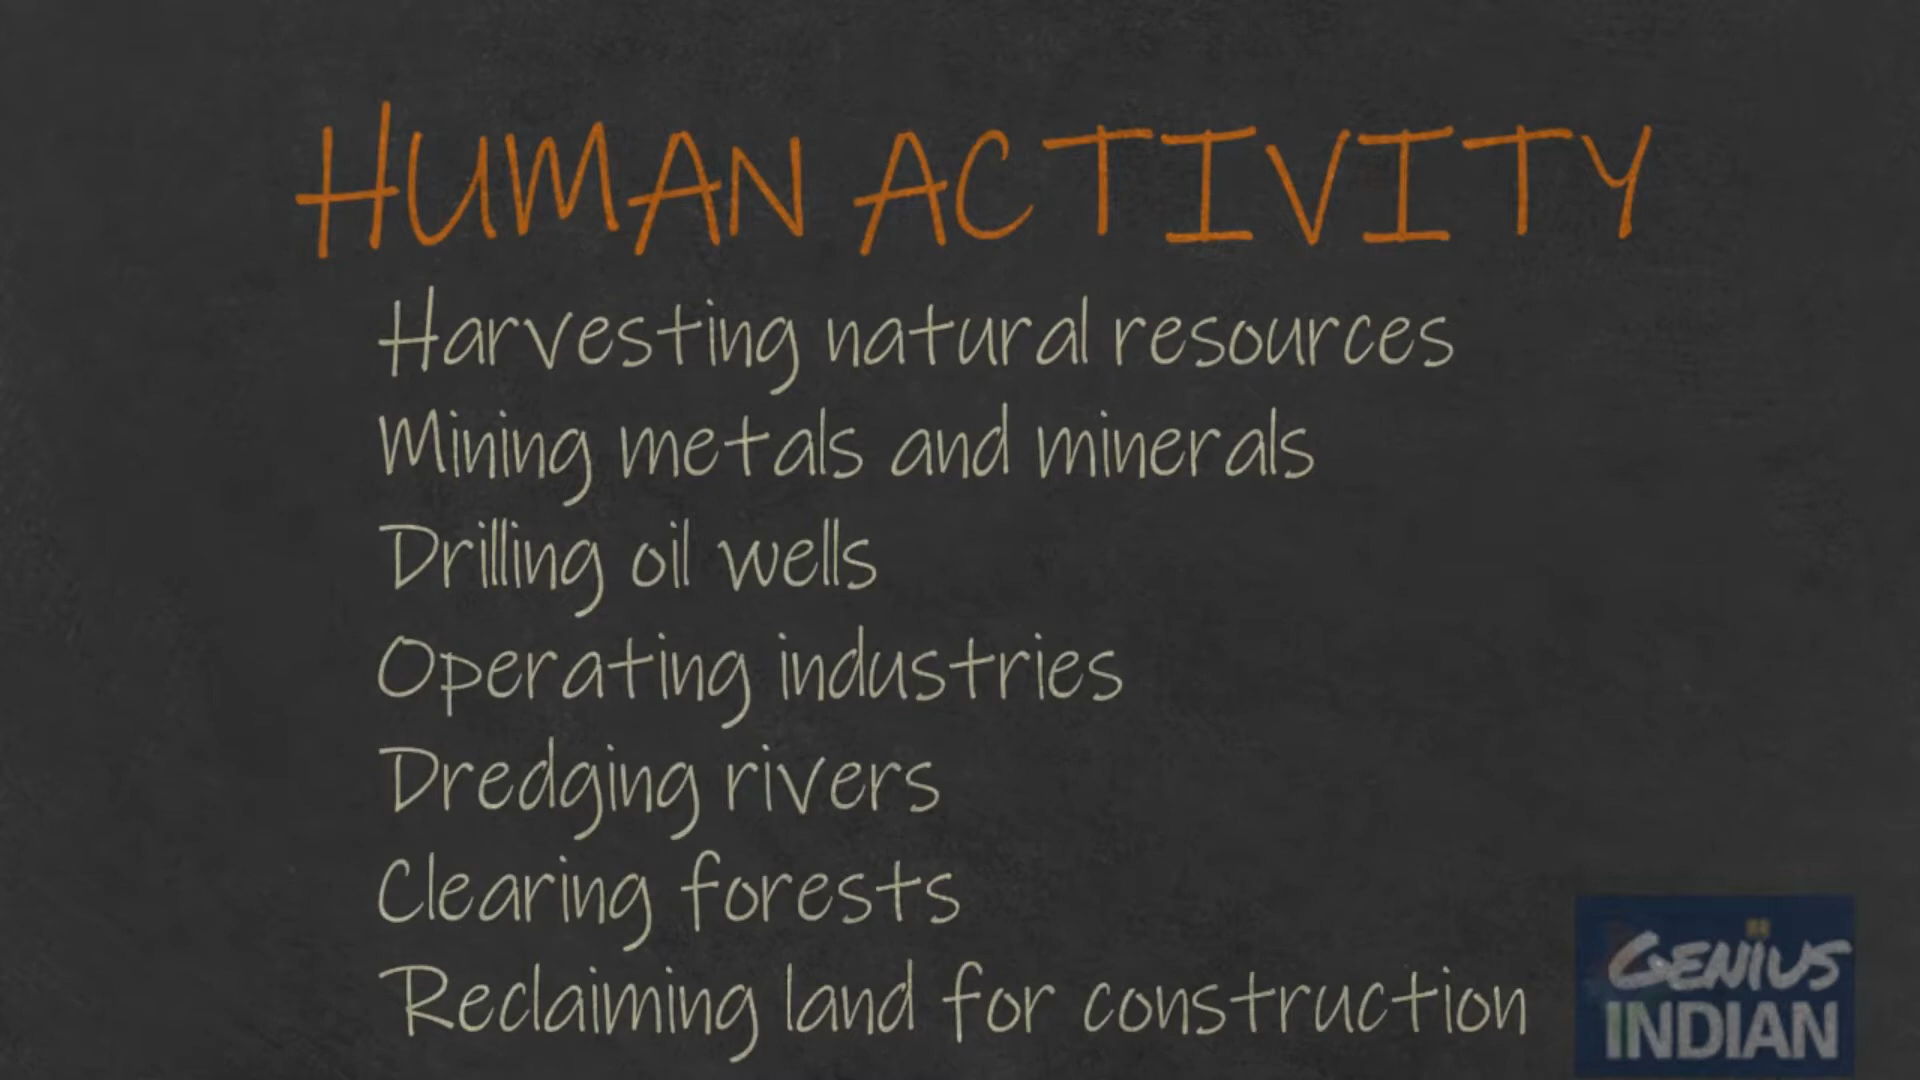 HUMAN ACTIVITY
Harvesting natural resources
Mining metals and minerals
Drilling oil wells
Operating industries
Dredging rivers
Clearing forests
Reclaiming land for construction
GENIUS
INDIAN